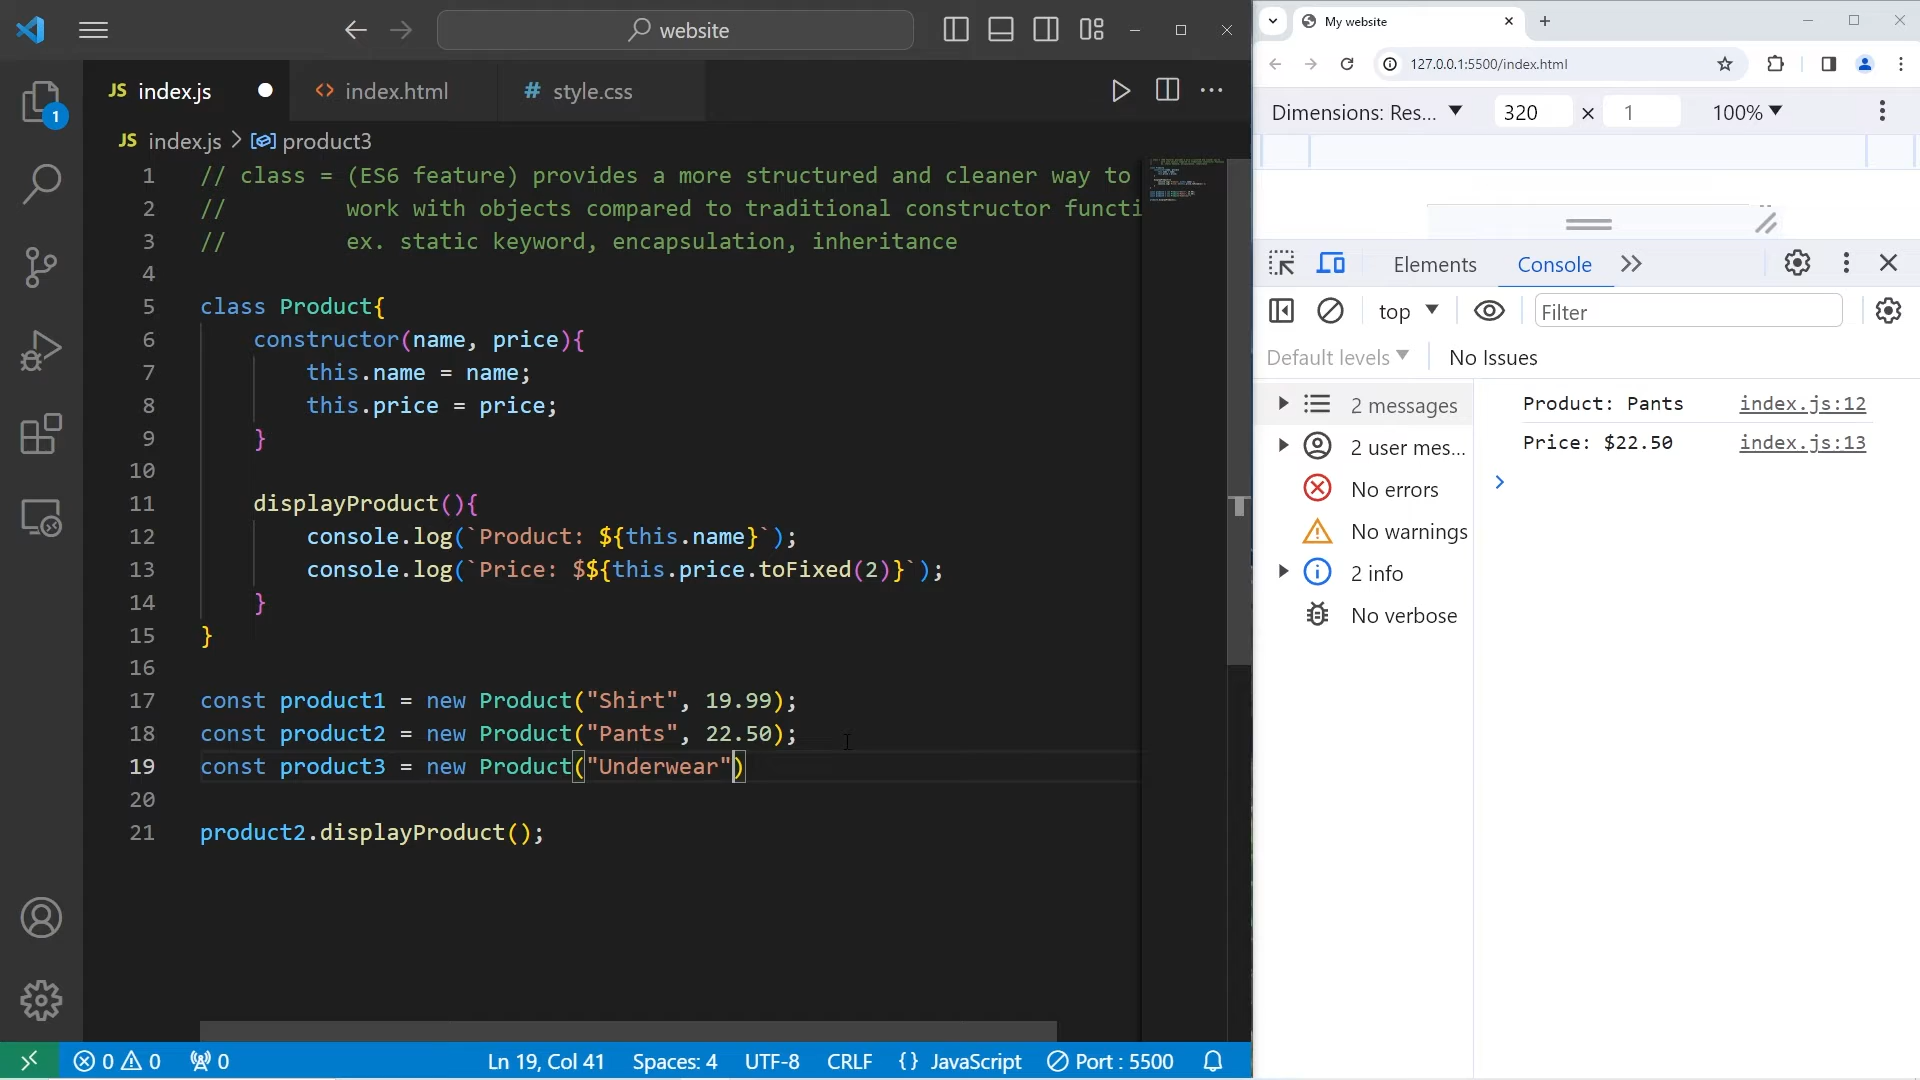 website
JS index.js
<> index.html
# style.css
1
JS index.js > product3
1 // class = (ES6 feature) provides a more structured and cleaner way to
2 // work with objects compared to traditional constructor functi
3 // ex. static keyword, encapsulation, inheritance
4
5 class Product{
6 constructor(name, price){
7 this.name = name;
8 this.price = price;
9 }
10
11 displayProduct(){
12 console.log(`Product: ${this.name}`);
13 console.log(`Price: $${this.price.toFixed(2)}`);
14 }
15 }
16
17 const product1 = new Product("Shirt", 19.99);
18 const product2 = new Product("Pants", 22.50);
19 const product3 = new Product("Underwear")
20
21 product2.displayProduct();
0 0 0 Ln 19, Col 41 Spaces: 4 UTF-8 CRLF {} JavaScript Port : 5500
My website
127.0.0.1:5500/index.html
Dimensions: Res... 320 × 1 100%
Elements Console
top Filter
Default levels No Issues
2 messages
2 user mes...
No errors
No warnings
2 info
No verbose
Product: Pants index.js:12
Price: $22.50 index.js:13